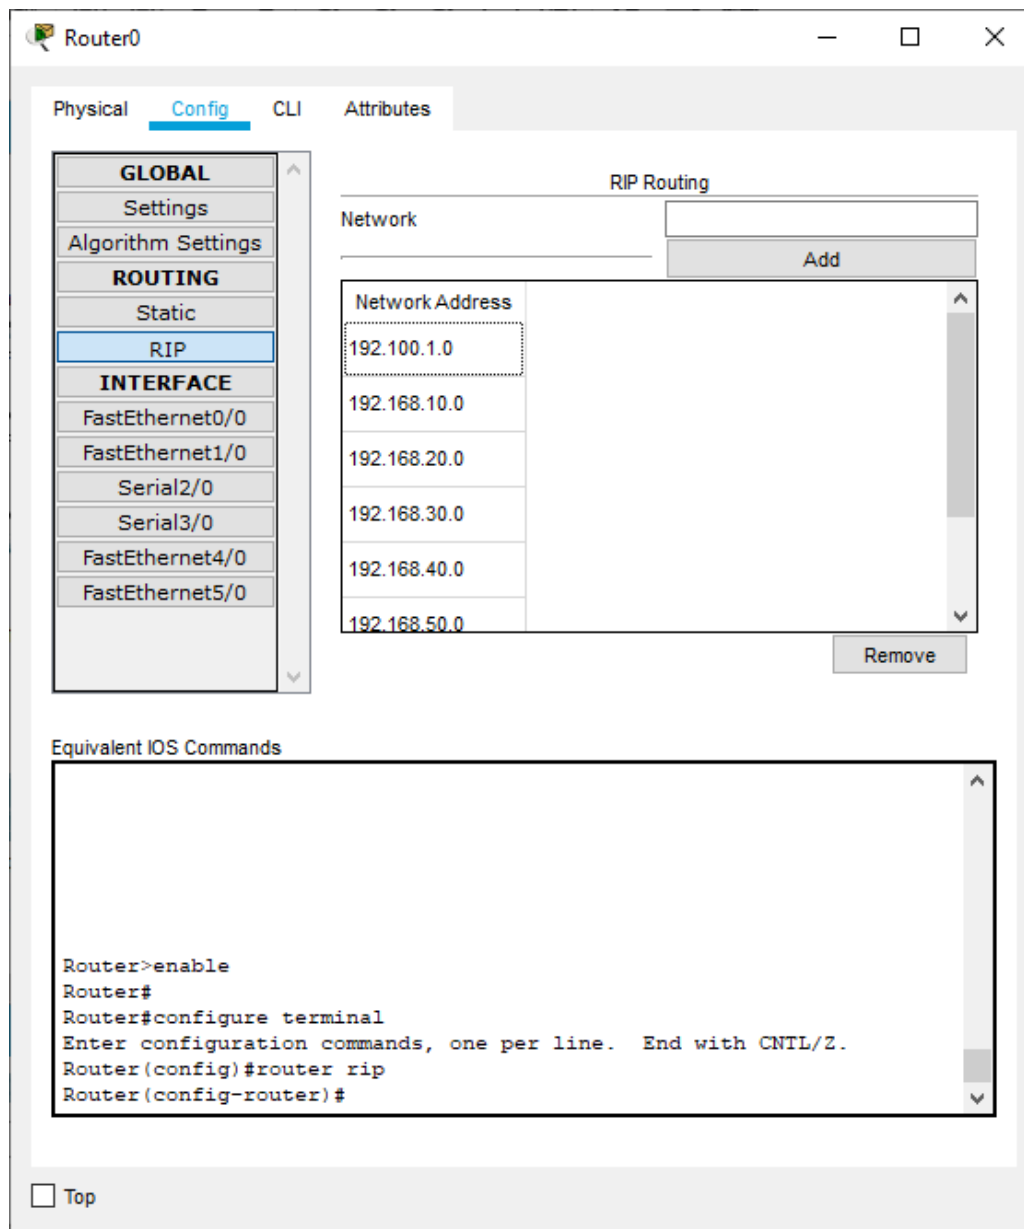 Router0
Physical Config CLI Attributes
GLOBAL
Settings
Algorithm Settings
ROUTING
Static
RIP
INTERFACE
FastEthernet0/0
FastEthernet1/0
Serial2/0
Serial3/0
FastEthernet4/0
FastEthernet5/0
RIP Routing
Network
Add
Network Address
192.100.1.0
192.168.10.0
192.168.20.0
192.168.30.0
192.168.40.0
192.168.50.0
Remove
Equivalent IOS Commands
Router>enable
Router#
Router#configure terminal
Enter configuration commands, one per line.  End with CNTL/Z.
Router(config)#router rip
Router(config-router)#
Top